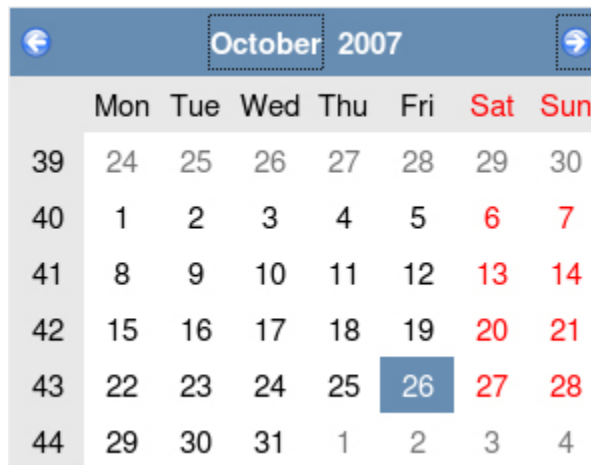 October 2007
Mon Tue Wed Thu Fri Sat Sun
39 24 25 26 27 28 29 30
40 1 2 3 4 5 6 7
41 8 9 10 11 12 13 14
42 15 16 17 18 19 20 21
43 22 23 24 25 26 27 28
44 29 30 31 1 2 3 4